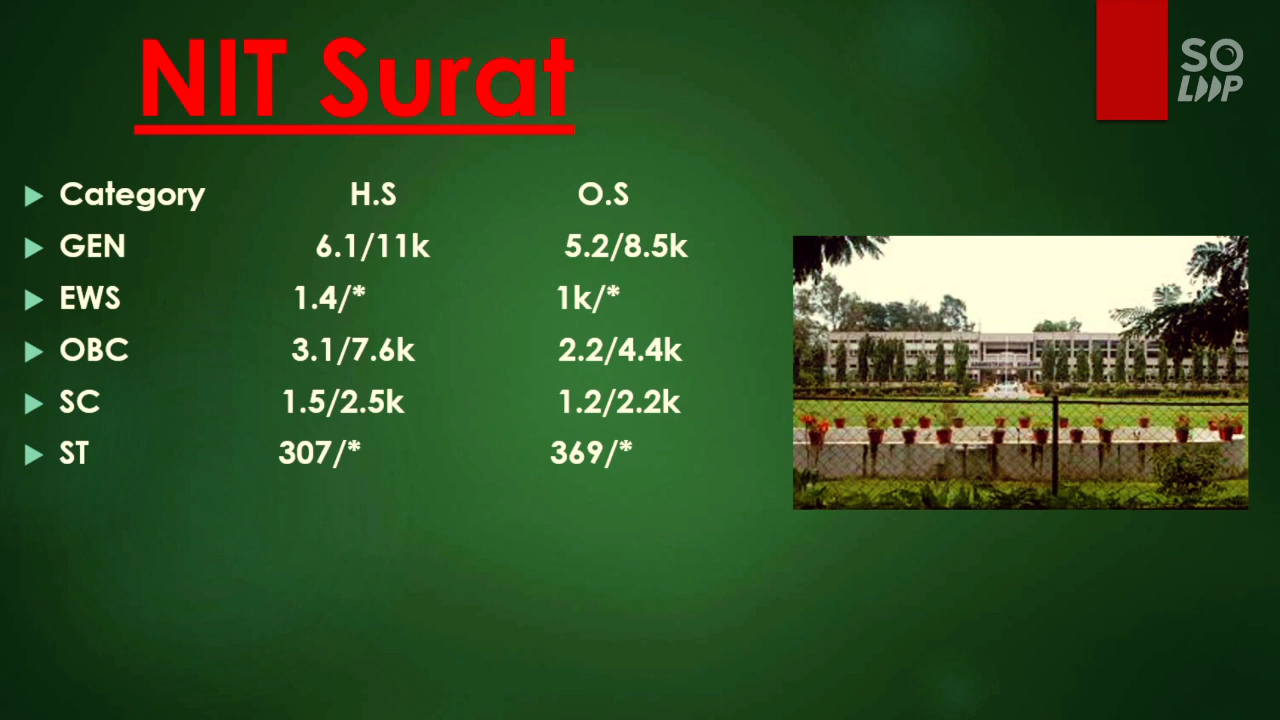 NIT Surat
SO
LOOP
Category H.S O.S
GEN 6.1/11k 5.2/8.5k
EWS 1.4/* 1k/*
OBC 3.1/7.6k 2.2/4.4k
SC 1.5/2.5k 1.2/2.2k
ST 307/* 369/*